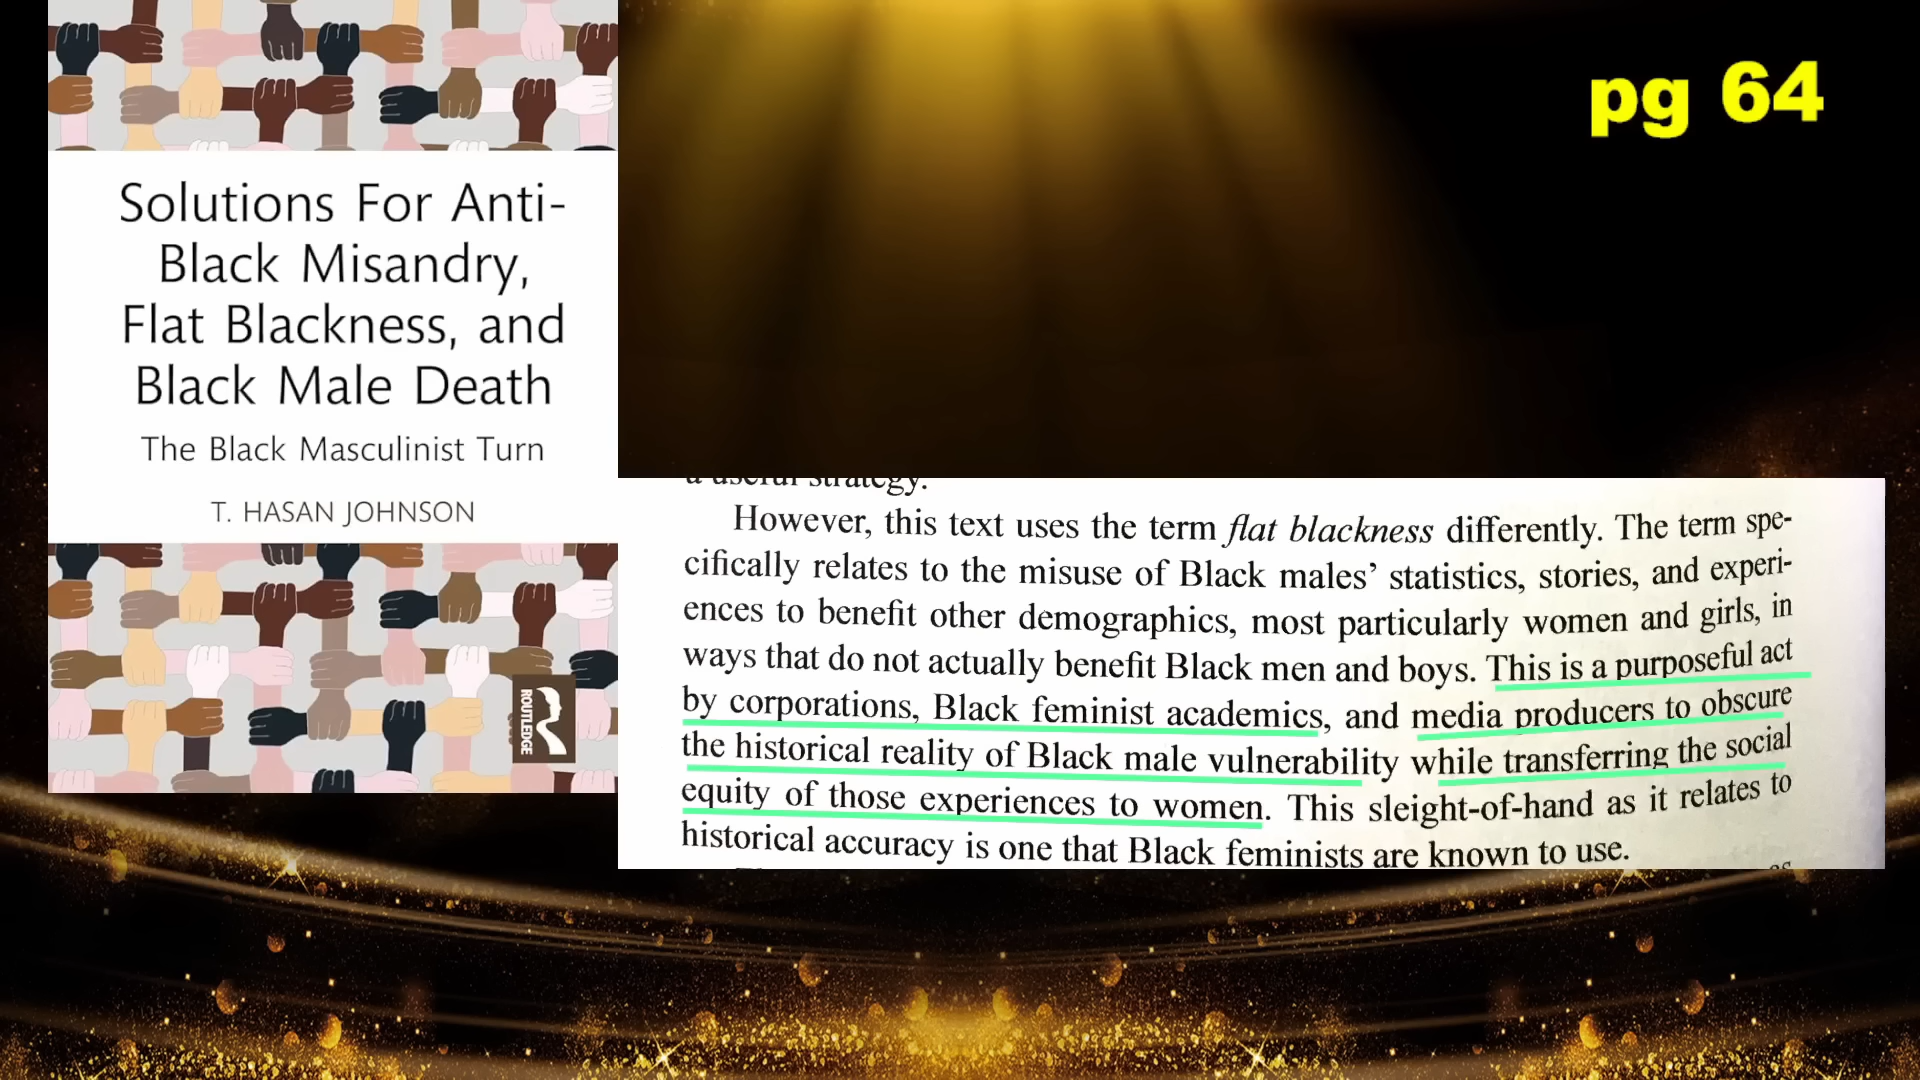 Solutions For Anti-
Black Misandry,
Flat Blackness, and
Black Male Death
The Black Masculinist Turn
T. HASAN JOHNSON
ROUTLEDGE
pg 64
a useful strategy.
However, this text uses the term flat blackness differently. The term spe-
cifically relates to the misuse of Black males’ statistics, stories, and experi-
ences to benefit other demographics, most particularly women and girls, in
ways that do not actually benefit Black men and boys. This is a purposeful act
by corporations, Black feminist academics, and media producers to obscure
the historical reality of Black male vulnerability while transferring the social
equity of those experiences to women. This sleight-of-hand as it relates to
historical accuracy is one that Black feminists are known to use.